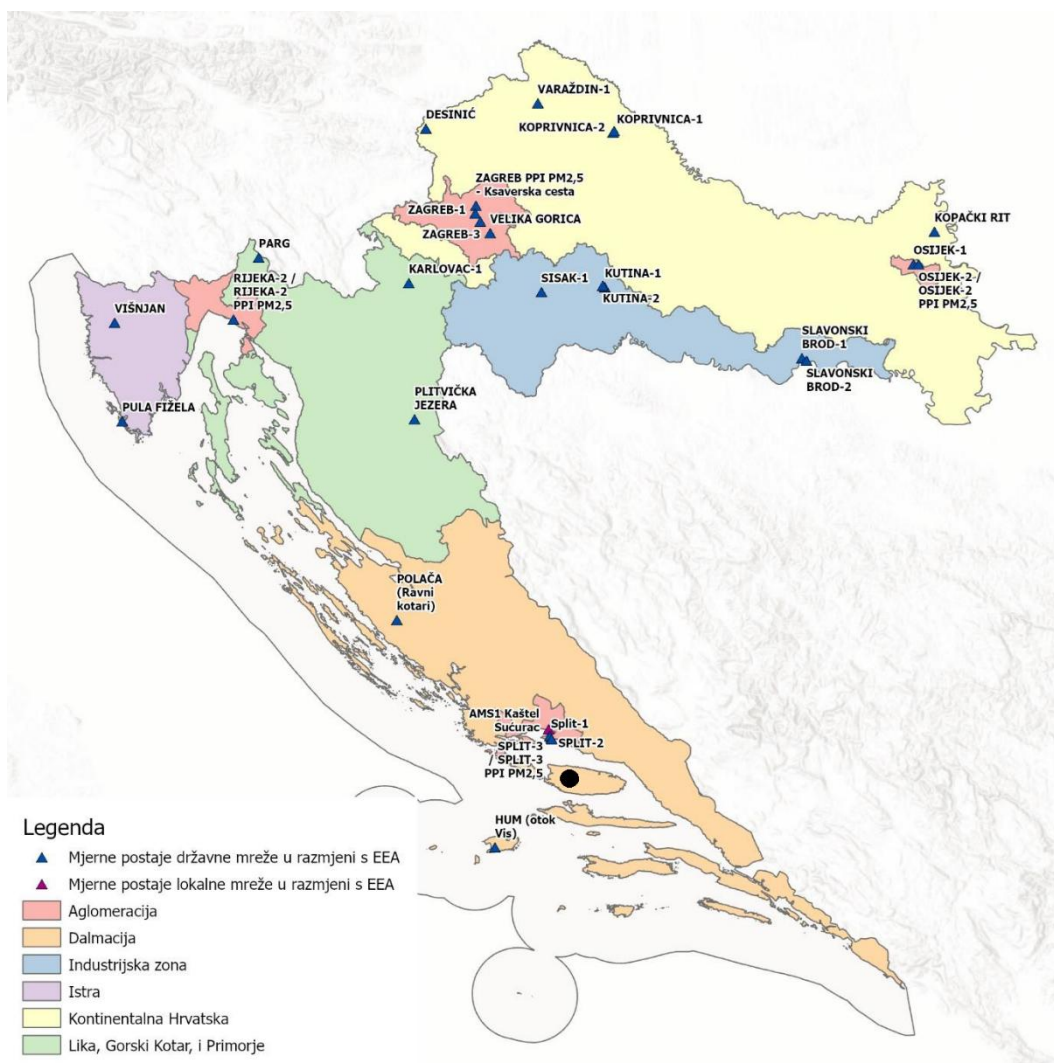 VARAŽDIN-1
DESINIĆ
KOPRIVNICA-1
KOPRIVNICA-2
ZAGREB PPI PM2,5
- Ksaverska cesta
ZAGREB-1
VELIKA GORICA
ZAGREB-3
KOPAČKI RIT
OSIJEK-1
OSIJEK-2 /
OSIJEK-2
PPI PM2,5
PARG
RIJEKA-2 /
RIJEKA-2
PPI PM2,5
KARLOVAC-1
SISAK-1
KUTINA-1
KUTINA-2
VIŠNJAN
SLAVONSKI
BROD-1
SLAVONSKI
BROD-2
PULA FIŽELA
PLITVIČKA
JEZERA
POLAČA
(Ravni
kotari)
AMS1 Kaštel
Sućurac
Split-1
SPLIT-2
SPLIT-3
/ SPLIT-3
PPI PM2,5
HUM (otok
Vis)
Legenda
Mjerne postaje državne mreže u razmjeni s EEA
Mjerne postaje lokalne mreže u razmjeni s EEA
Aglomeracija
Dalmacija
Industrijska zona
Istra
Kontinentalna Hrvatska
Lika, Gorski Kotar, i Primorje